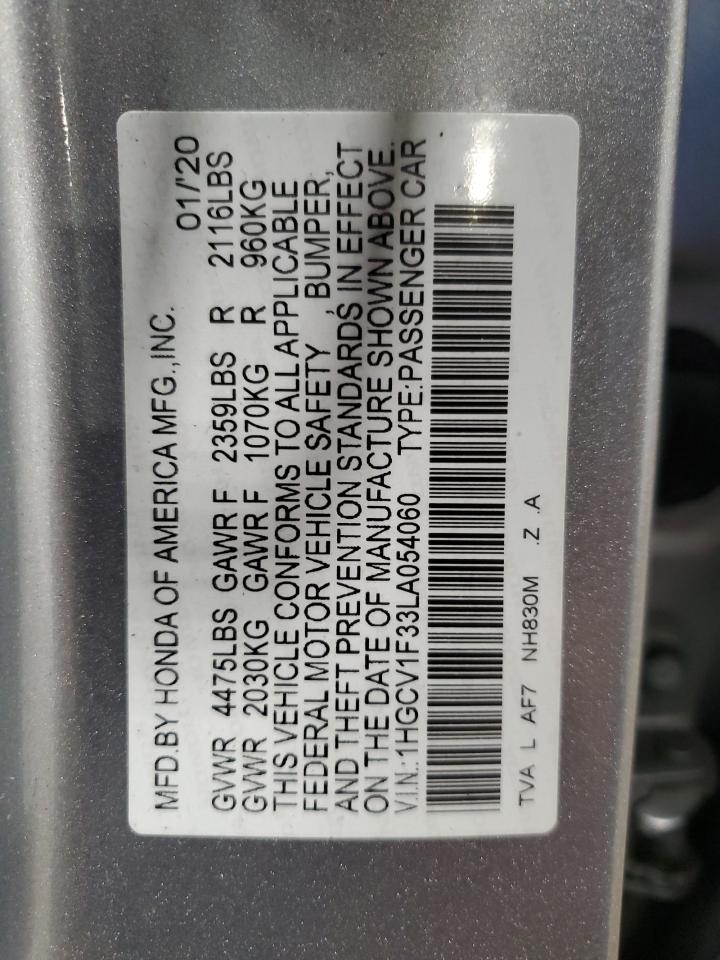 MFD.BY HONDA OF AMERICA MFG.,INC. 01/'20
GVWR 4475LBS GAWR F 2359LBS R 2116LBS
GVWR 2030KG GAWR F 1070KG R 960KG
THIS VEHICLE CONFORMS TO ALL APPLICABLE
FEDERAL MOTOR VEHICLE SAFETY , BUMPER,
AND THEFT PREVENTION STANDARDS IN EFFECT
ON THE DATE OF MANUFACTURE SHOWN ABOVE.
V.I.N.:1HGCV1F33LA054060 TYPE:PASSENGER CAR
TVA L AF7 NH830M .Z .A